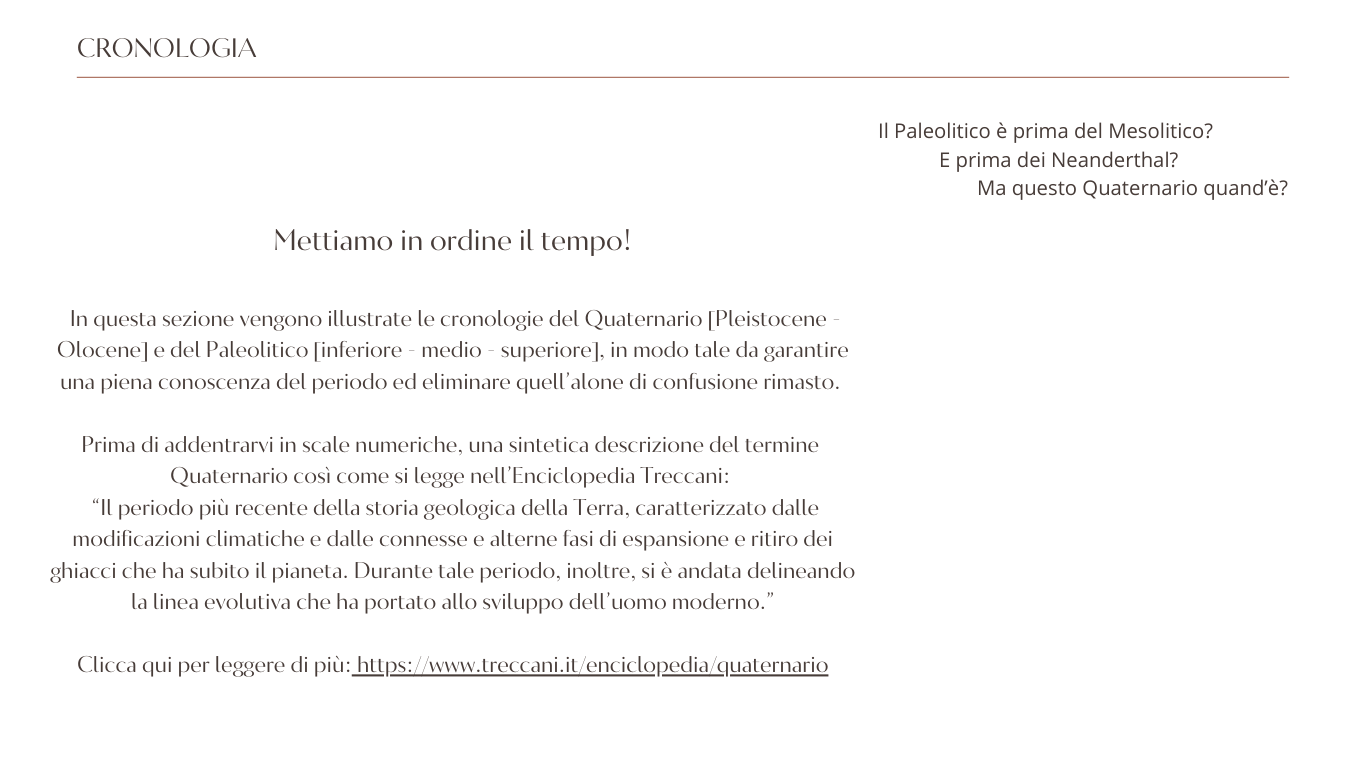 CRONOLOGIA
Il Paleolitico è prima del Mesolitico?
E prima dei Neanderthal?
Ma questo Quaternario quand’è?
Mettiamo in ordine il tempo!
In questa sezione vengono illustrate le cronologie del Quaternario [Pleistocene -
Olocene] e del Paleolitico [inferiore - medio - superiore], in modo tale da garantire
una piena conoscenza del periodo ed eliminare quell’alone di confusione rimasto.
Prima di addentrarvi in scale numeriche, una sintetica descrizione del termine
Quaternario così come si legge nell’Enciclopedia Treccani:
“Il periodo più recente della storia geologica della Terra, caratterizzato dalle
modificazioni climatiche e dalle connesse e alterne fasi di espansione e ritiro dei
ghiacci che ha subito il pianeta. Durante tale periodo, inoltre, si è andata delineando
la linea evolutiva che ha portato allo sviluppo dell’uomo moderno.”
Clicca qui per leggere di più: https://www.treccani.it/enciclopedia/quaternario